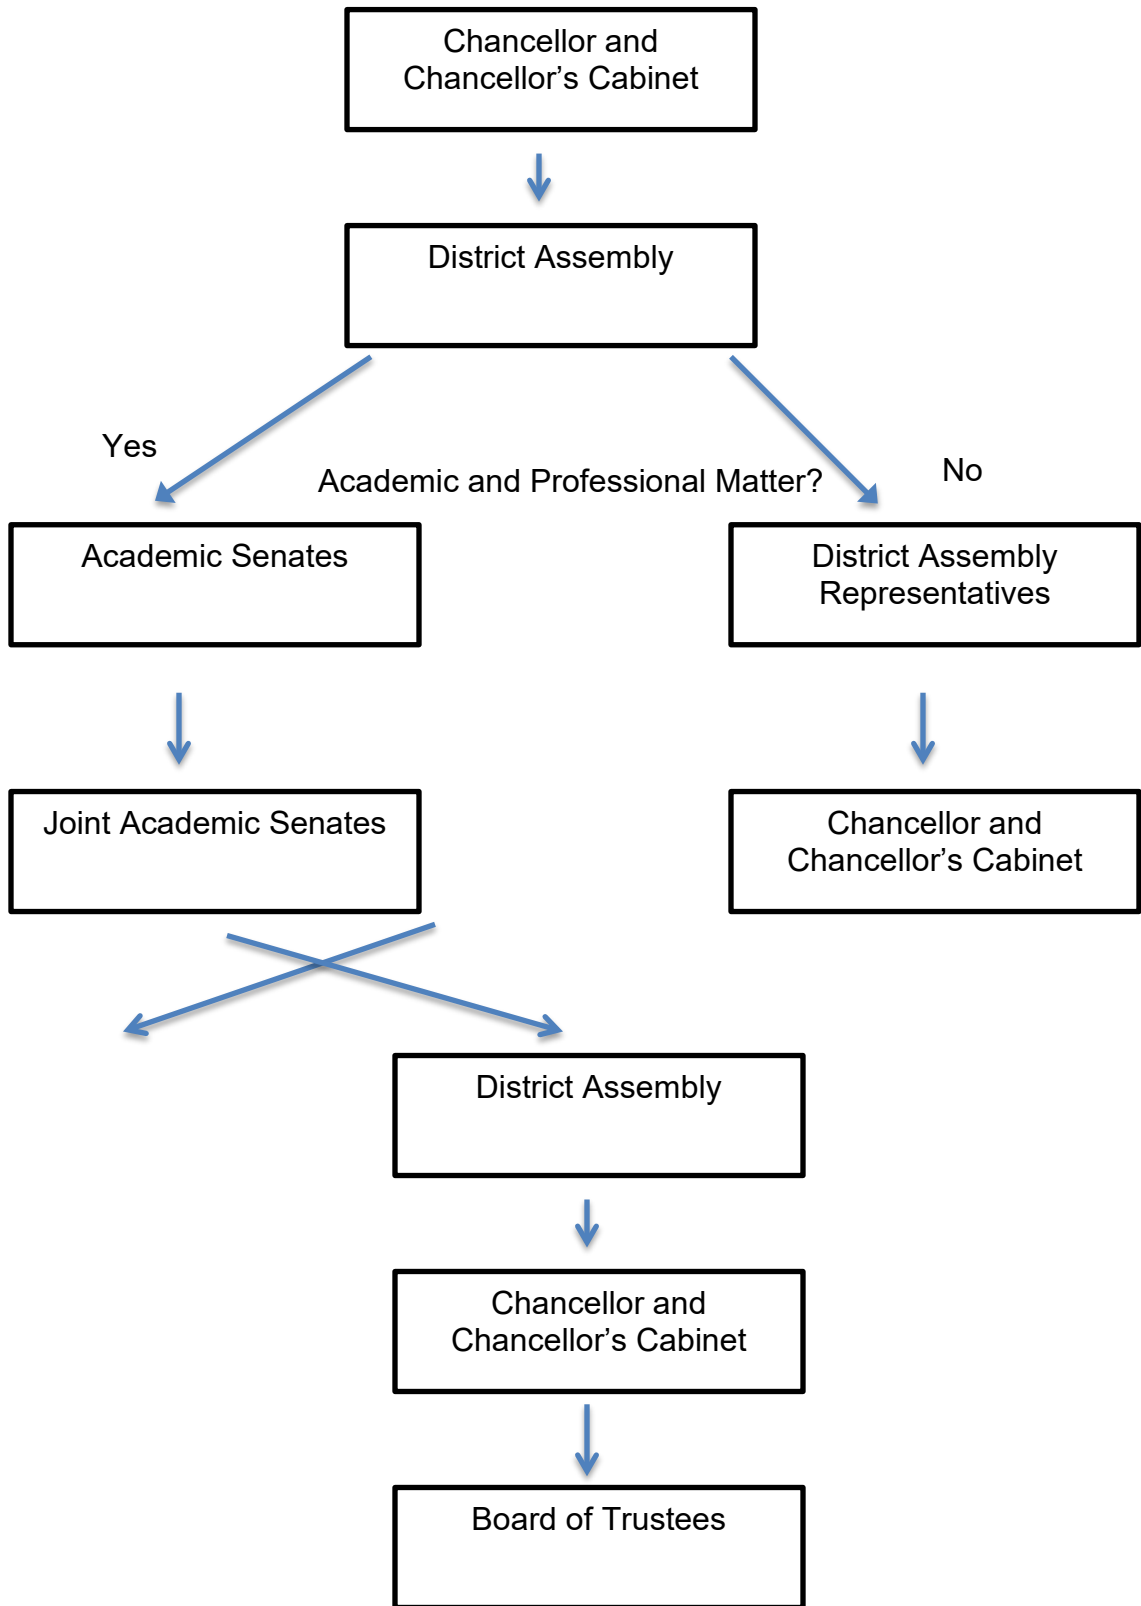 Chancellor and
Chancellor’s Cabinet
District Assembly
Yes
Academic and Professional Matter?
No
Academic Senates
District Assembly
Representatives
Joint Academic Senates
Chancellor and
Chancellor’s Cabinet
District Assembly
Chancellor and
Chancellor’s Cabinet
Board of Trustees